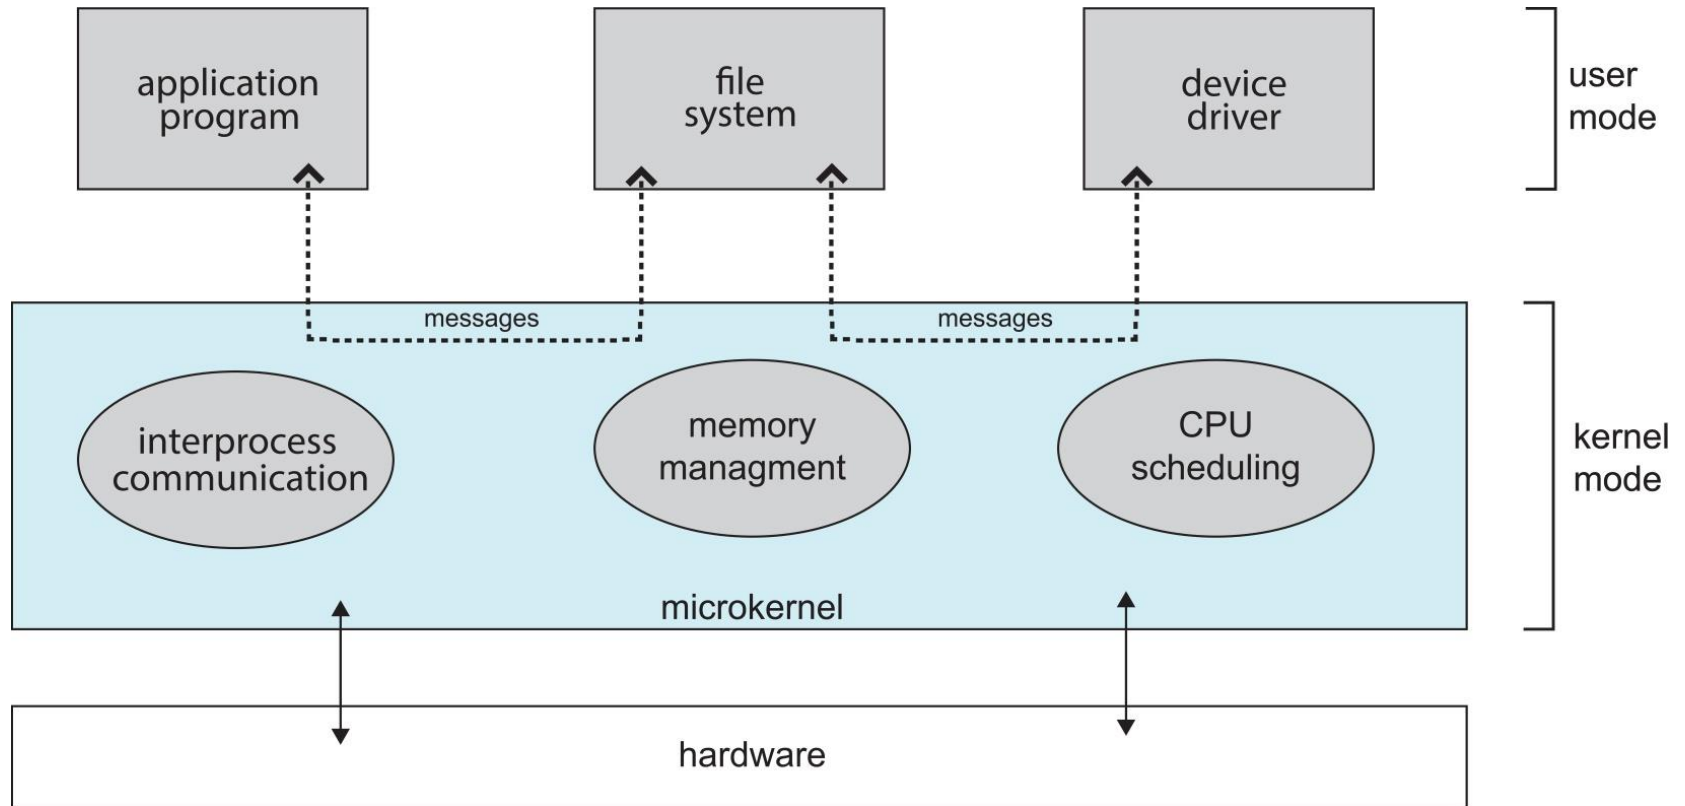 application
program
file
system
device
driver
user
mode
messages
messages
interprocess
communication
memory
managment
CPU
scheduling
kernel
mode
microkernel
hardware